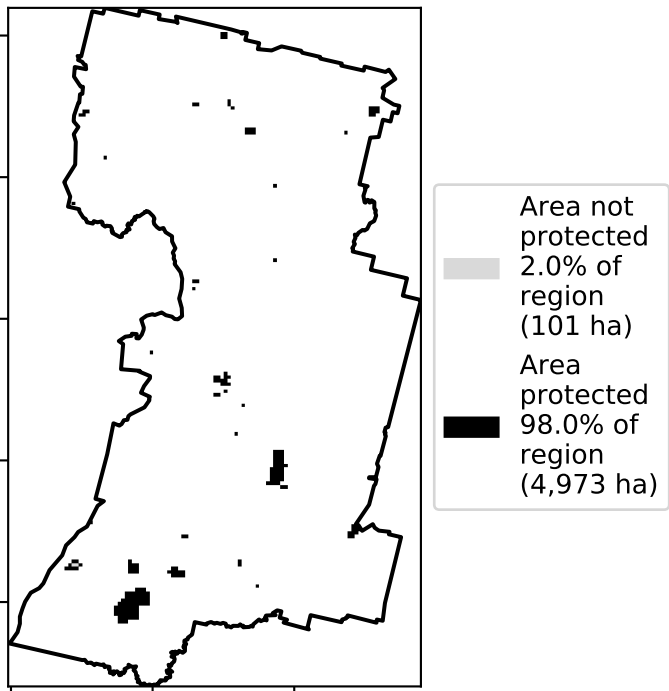 Area not
protected
2.0% of
region
(101 ha)
Area
protected
98.0% of
region
(4,973 ha)